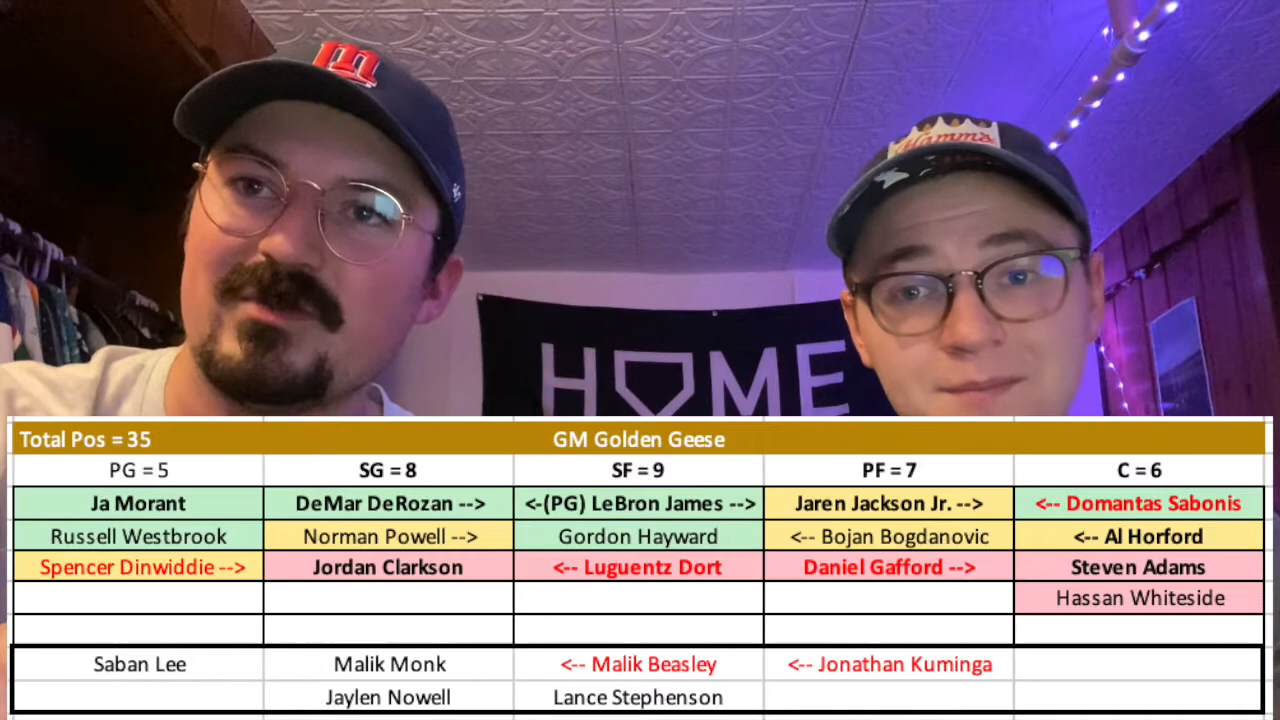 m
Hamm's
HOME
Total Pos = 35 GM Golden Geese
PG = 5 SG = 8 SF = 9 PF = 7 C = 6
Ja Morant DeMar DeRozan --> <-(PG) LeBron James --> Jaren Jackson Jr. --> <-- Domantas Sabonis
Russell Westbrook Norman Powell --> Gordon Hayward <-- Bojan Bogdanovic <-- Al Horford
Spencer Dinwiddie --> Jordan Clarkson <-- Luguentz Dort Daniel Gafford --> Steven Adams
Hassan Whiteside
Saban Lee Malik Monk <-- Malik Beasley <-- Jonathan Kuminga
Jaylen Nowell Lance Stephenson